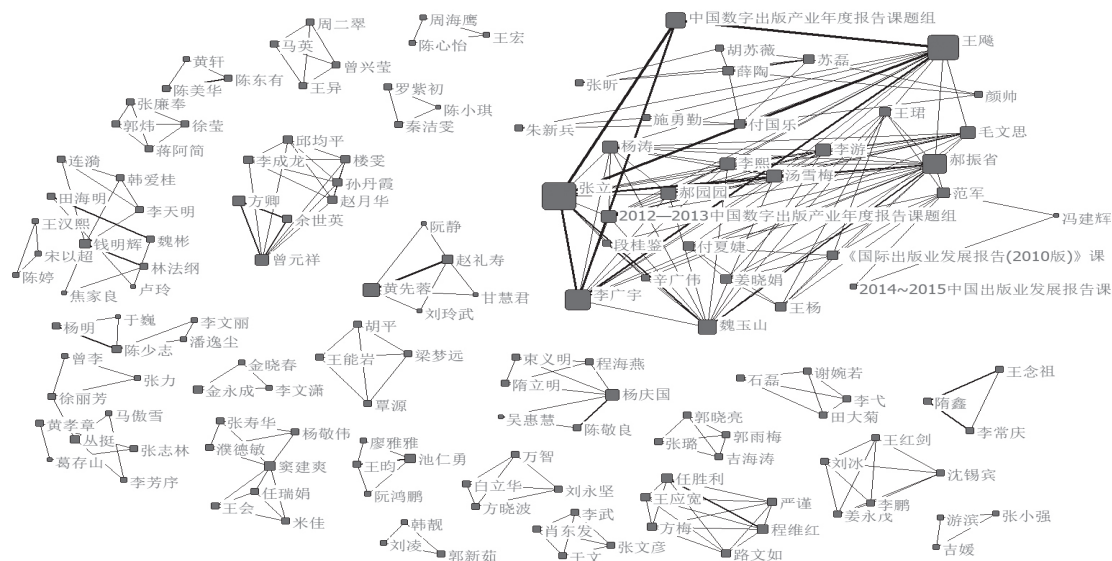 周二翠
马英
曾兴莹
王异
周海鹰
陈心怡
王宏
黄轩
陈美华
陈东有
罗紫初
陈小琪
秦洁雯
张廉奉
郭炜
徐莹
蒋阿简
连漪
韩爱桂
田海明
李天明
王汉熙
钱明辉
魏彬
宋以超
林法纲
陈婷
焦家良
卢玲
邱均平
李成龙
楼雯
孙丹霞
赵月华
方卿
余世英
曾元祥
阮静
赵礼寿
黄先蓉
甘慧君
刘玲武
中国数字出版产业年度报告课题组
王飚
胡苏薇
苏磊
薛陶
张昕
颜帅
朱新兵
施勇勤
付国乐
王珺
毛文思
杨涛
李游
李熙
汤雪梅
郝振省
张立
郝园园
范军
2012—2013中国数字出版产业年度报告课题组
冯建辉
段桂鉴
付夏婕
《国际出版业发展报告(2010版)》课
辛广伟
姜晓娟
2014~2015中国出版业发展报告课
李广宇
王杨
魏玉山
于巍
李文丽
杨明
潘逸尘
陈少志
曾李
张力
徐丽芳
金晓春
金永成
李文潇
胡平
王能岩
梁梦远
覃源
束义明
程海燕
隋立明
杨庆国
吴惠慧
陈敬良
石磊
谢婉若
李弋
田大菊
王念祖
隋鑫
李常庆
黄孝章
马傲雪
丛挺
张志林
葛存山
李芳序
张寿华
杨敬伟
濮德敏
窦建爽
任瑞娟
王会
米佳
廖雅雅
王昀
池仁勇
阮鸿鹏
万智
白立华
刘永坚
方晓波
郭晓亮
张璐
郭雨梅
吉海涛
王红剑
刘冰
沈锡宾
李鹏
姜永茂
任胜利
王应宽
严谨
方梅
程维红
路文如
韩靓
刘凌
郭新茹
李武
肖东发
张文彦
于文
游滨
张小强
吉媛